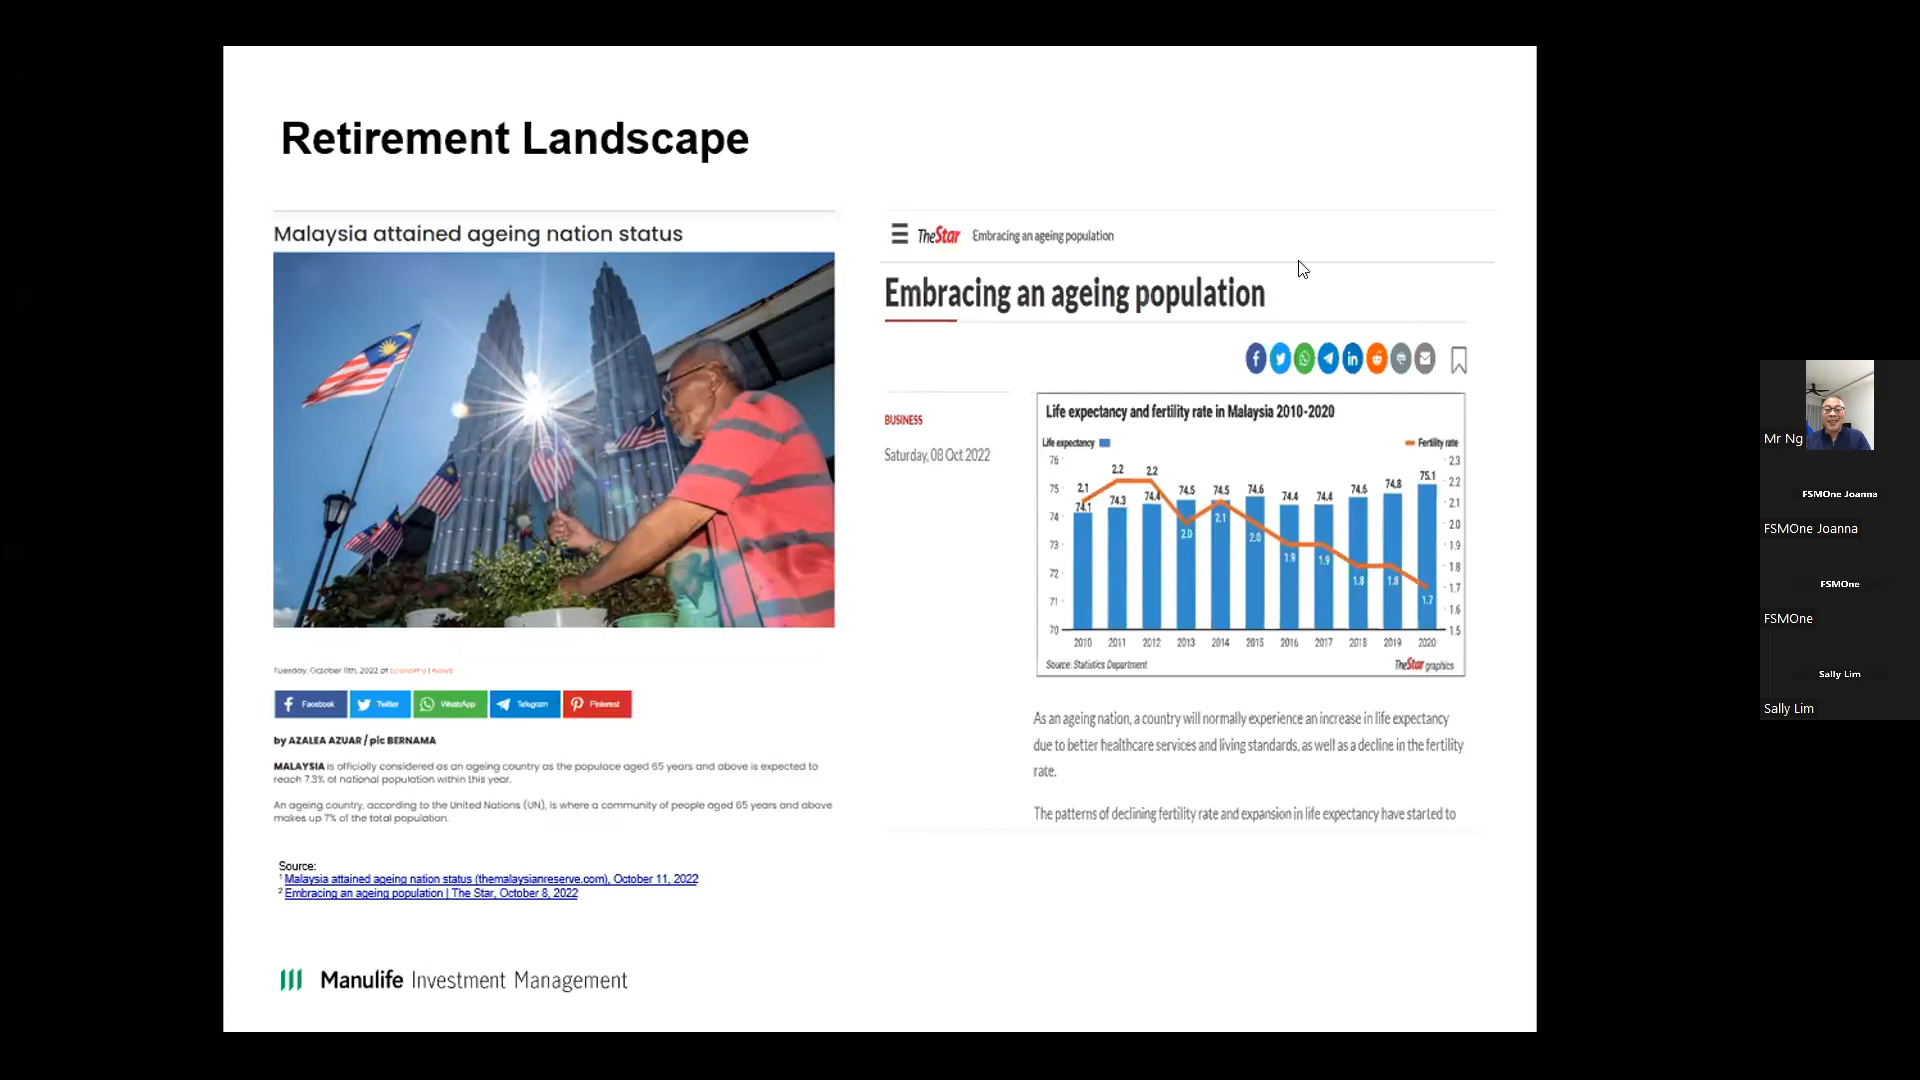 Retirement Landscape
Malaysia attained ageing nation status
Tuesday, October 11th, 2022 at Economy | News
Facebook
Twitter
WhatsApp
Telegram
Pinterest
by AZALEA AZUAR / pic BERNAMA
MALAYSIA is officially considered as an ageing country as the populace aged 65 years and above is expected to
reach 7.3% of national population within this year.
An ageing country, according to the United Nations (UN), is where a community of people aged 65 years and above
makes up 7% of the total population.
Source:
1 Malaysia attained ageing nation status (themalaysianreserve.com), October 11, 2022
2 Embracing an ageing population | The Star, October 8, 2022
Manulife Investment Management
TheStar Embracing an ageing population
Embracing an ageing population
BUSINESS
Saturday, 08 Oct 2022
Life expectancy and fertility rate in Malaysia 2010-2020
Life expectancy
Fertility rate
76
75
74
73
72
71
70
2.1 2.2 2.2 2.0 2.1 2.0 1.9 1.9 1.8 1.8 1.7
74.1 74.3 74.4 74.5 74.5 74.6 74.4 74.4 74.6 74.8 75.1
2.3
2.2
2.1
2.0
1.9
1.8
1.7
1.6
1.5
2010 2011 2012 2013 2014 2015 2016 2017 2018 2019 2020
Source: Statistics Department
TheStar graphics
As an ageing nation, a country will normally experience an increase in life expectancy
due to better healthcare services and living standards, as well as a decline in the fertility
rate.
The patterns of declining fertility rate and expansion in life expectancy have started to
Mr Ng
FSMOne Joanna
FSMOne Joanna
FSMOne
FSMOne
Sally Lim
Sally Lim